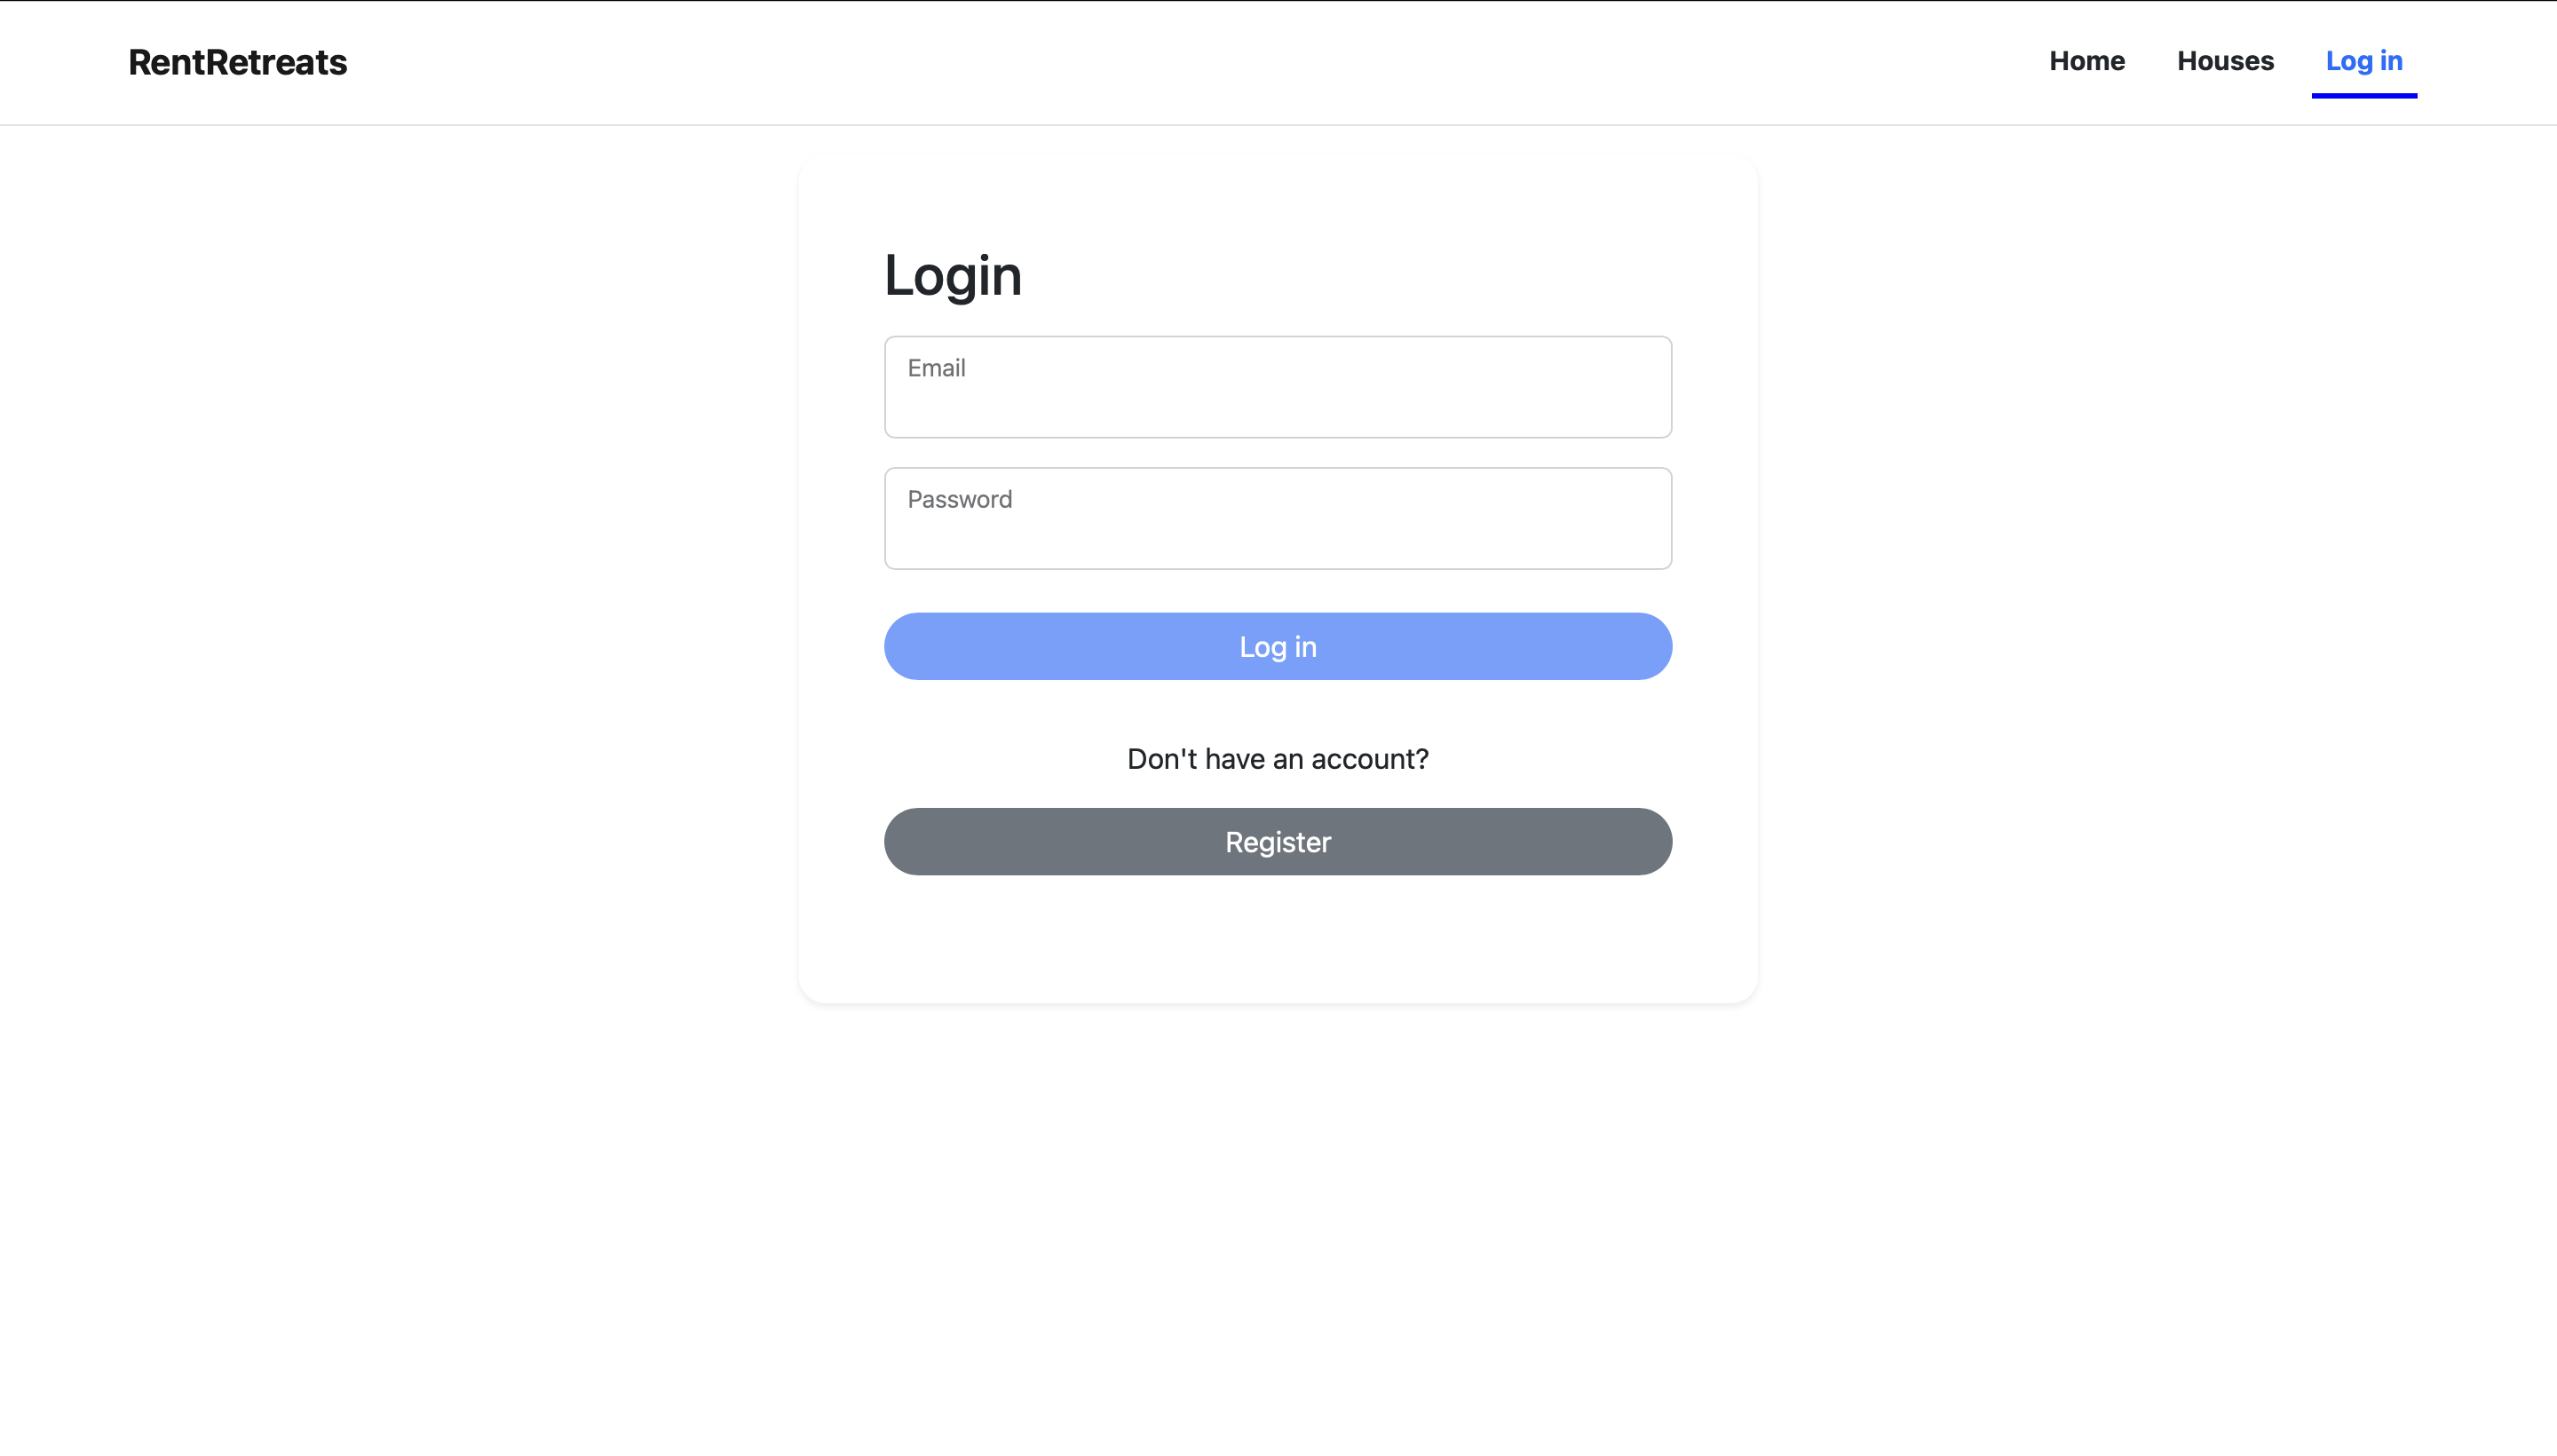 RentRetreats
Home Houses Log in
Login
Email
Password
Log in
Don't have an account?
Register